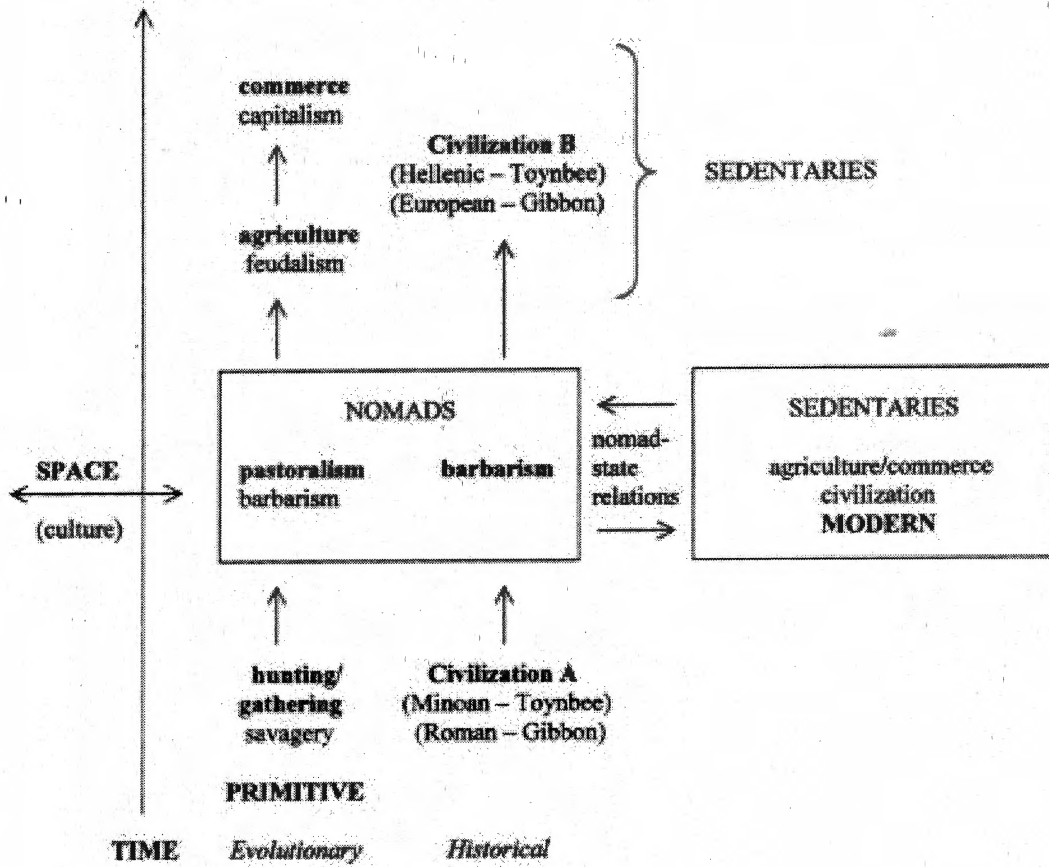 commerce
capitalism
Civilization B
(Hellenic – Toynbee)
(European – Gibbon)
SEDENTARIES
agriculture
feudalism
NOMADS
pastoralism
barbarism
barbarism
nomad-
state
relations
SEDENTARIES
agriculture/commerce
civilization
MODERN
SPACE
(culture)
hunting/
gathering
savagery
Civilization A
(Minoan – Toynbee)
(Roman – Gibbon)
PRIMITIVE
TIME
Evolutionary
Historical